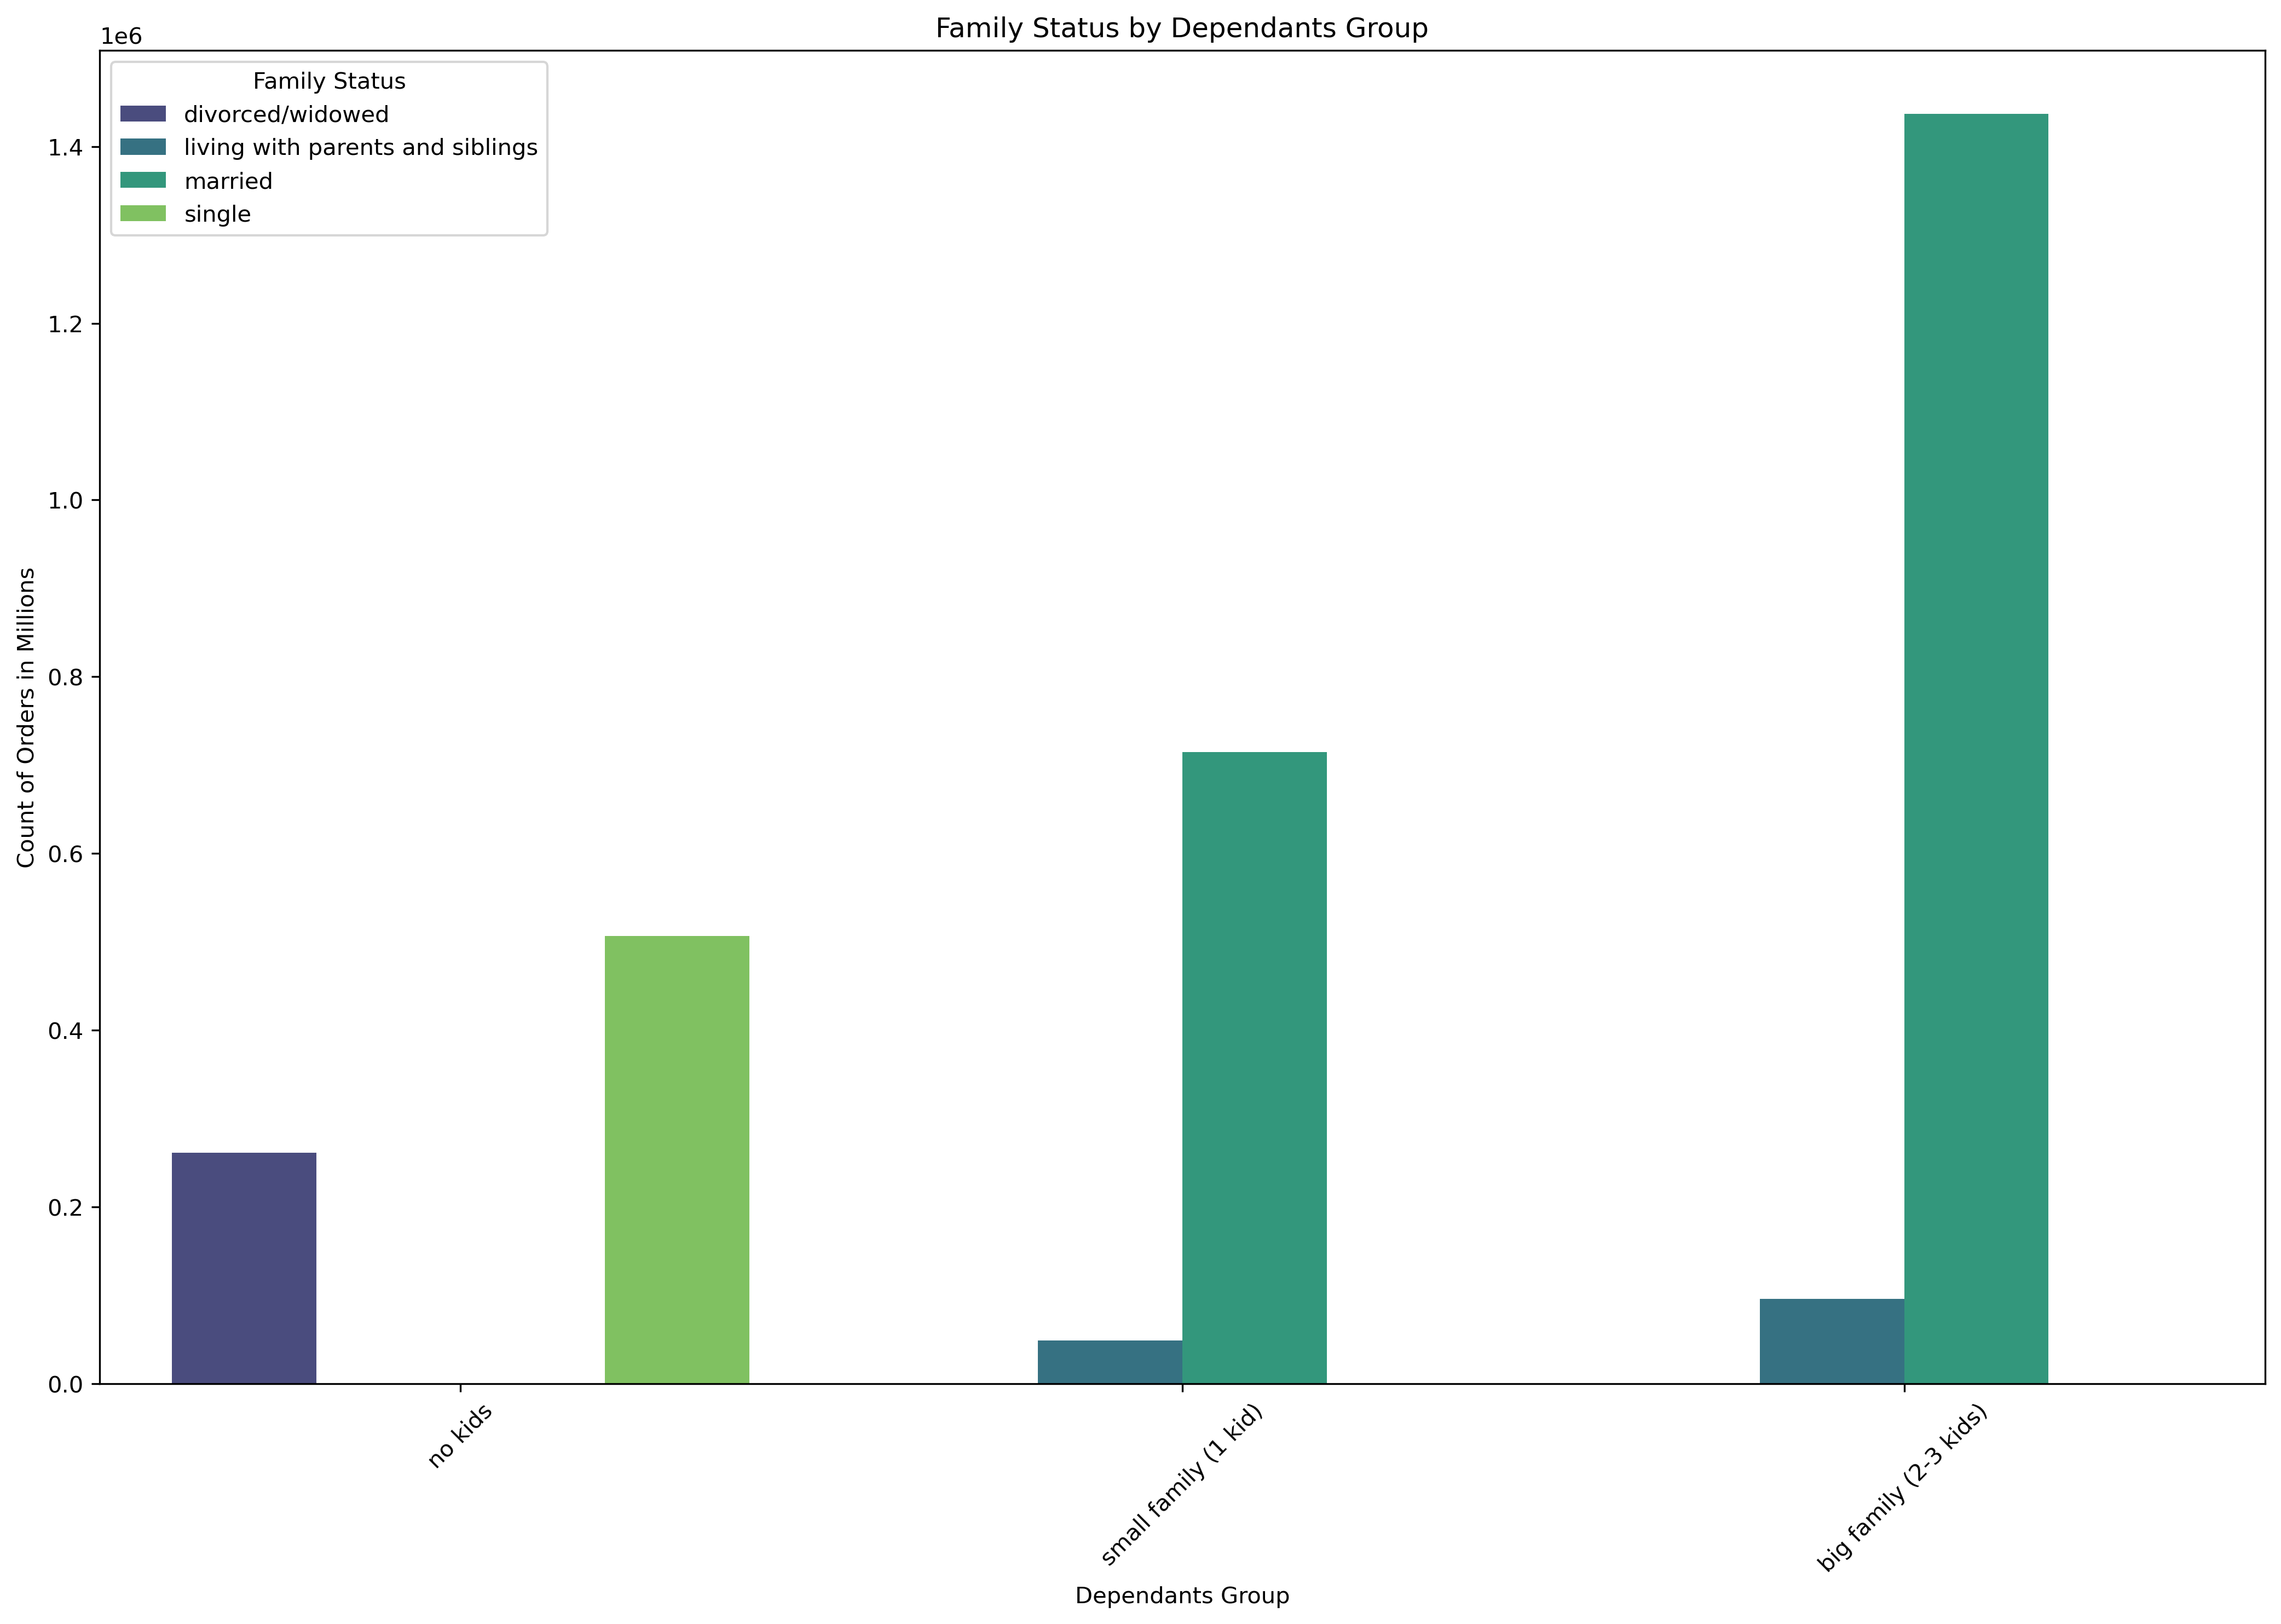 Family Status by Dependants Group
1e6
Family Status
divorced/widowed
living with parents and siblings
married
single
1.4
1.2
1.0
0.8
0.6
0.4
0.2
0.0
Count of Orders in Millions
no kids
small family (1 kid)
big family (2-3 kids)
Dependants Group